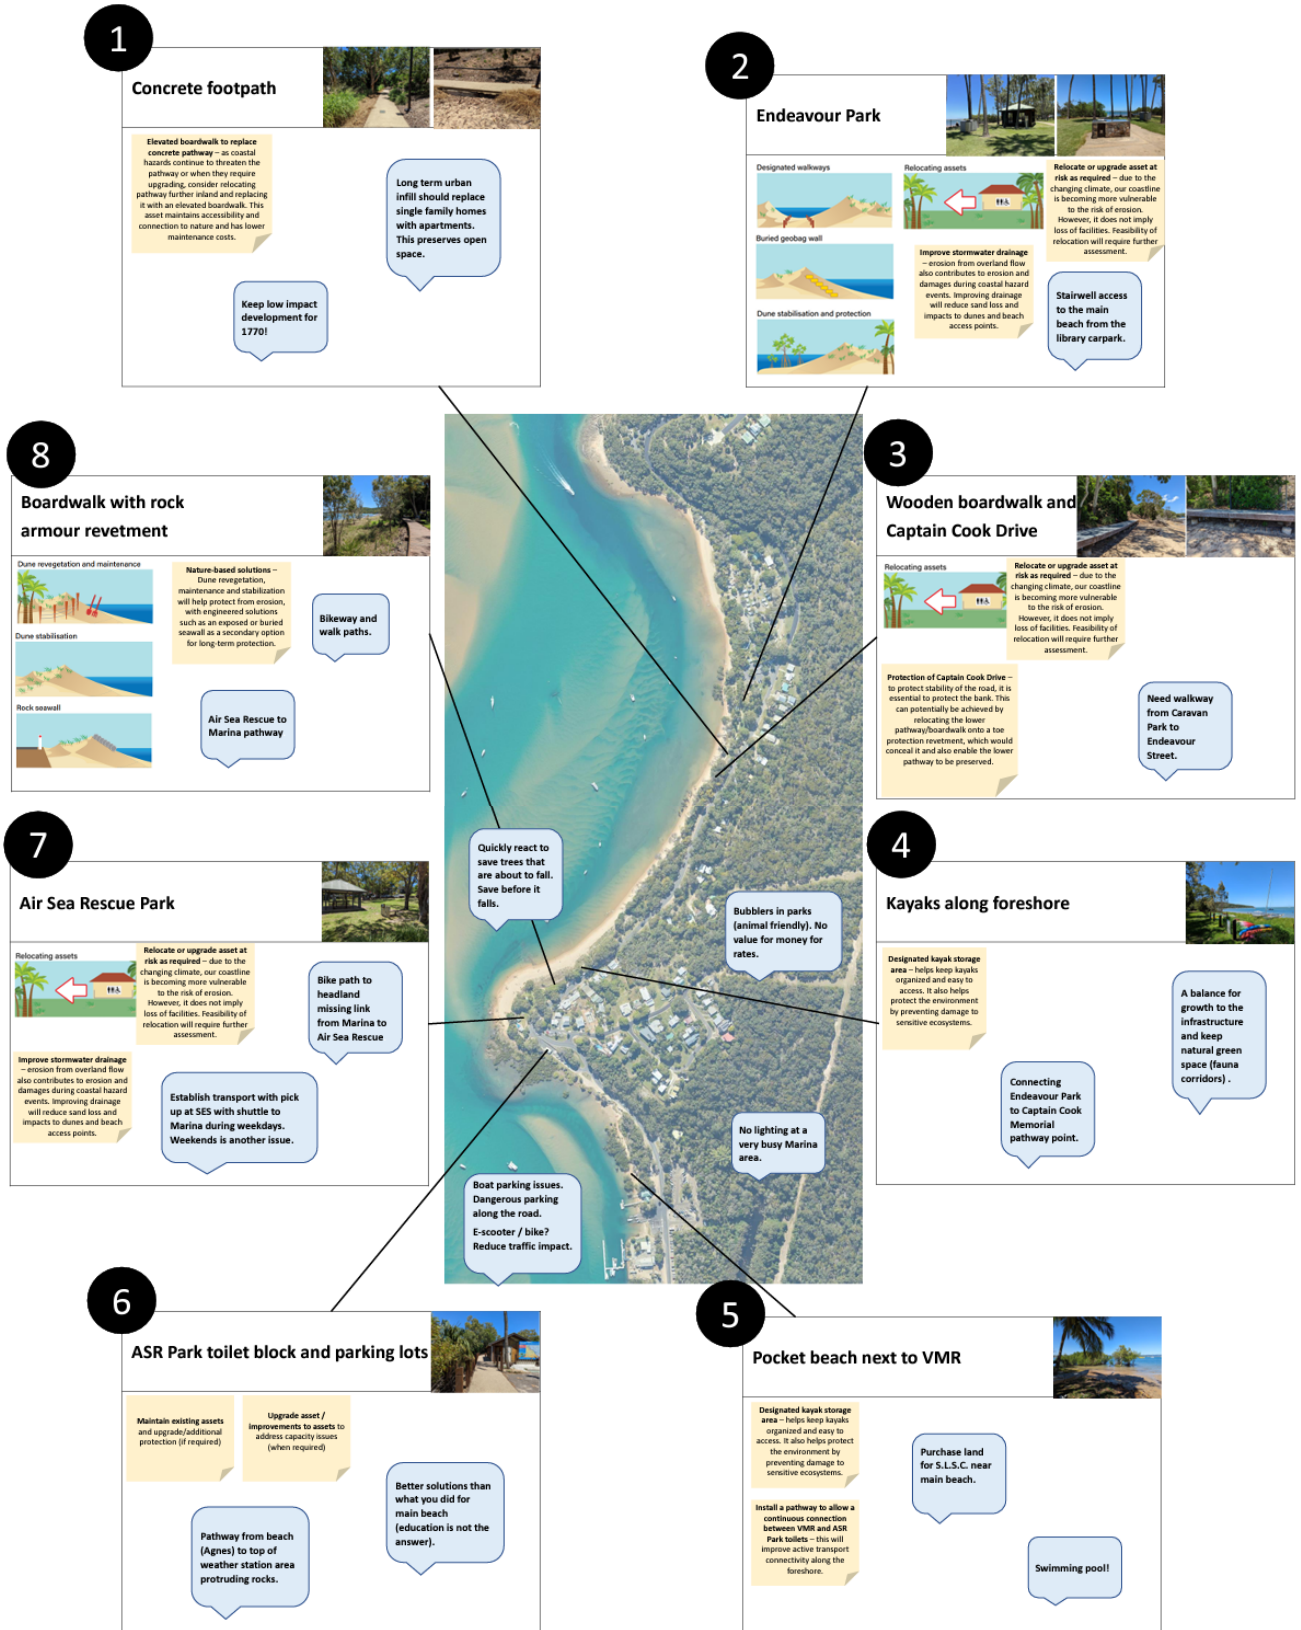 1
Concrete footpath
Elevated boardwalk to replace
concrete pathway – as coastal
hazards continue to threaten the
pathway or when they require
upgrading, consider relocating
pathway further inland and replacing
it with an elevated boardwalk. This
asset maintains accessibility and
connection to nature and has lower
maintenance costs.
Long term urban
infill should replace
single family homes
with apartments.
This preserves open
space.
Keep low impact
development for
1770!
2
Endeavour Park
Designated walkways
Buried geobag wall
Dune stabilisation and protection
Relocating assets
Relocate or upgrade asset at
risk as required – due to the
changing climate, our coastline
is becoming more vulnerable
to the risk of erosion.
However, it does not imply
loss of facilities. Feasibility of
relocation will require further
assessment.
Improve stormwater drainage
– erosion from overland flow
also contributes to erosion and
damages during coastal hazard
events. Improving drainage
will reduce sand loss and
impacts to dunes and beach
access points.
Stairwell access
to the main
beach from the
library carpark.
8
Boardwalk with rock
armour revetment
Dune revegetation and maintenance
Dune stabilisation
Rock seawall
Nature-based solutions –
Dune revegetation,
maintenance and stabilization
will help protect from erosion,
with engineered solutions
such as an exposed or buried
seawall as a secondary option
for long-term protection.
Bikeway and
walk paths.
Air Sea Rescue to
Marina pathway
3
Wooden boardwalk and
Captain Cook Drive
Relocating assets
Relocate or upgrade asset at
risk as required – due to the
changing climate, our coastline
is becoming more vulnerable
to the risk of erosion.
However, it does not imply
loss of facilities. Feasibility of
relocation will require further
assessment.
Protection of Captain Cook Drive –
to protect stability of the road, it is
essential to protect the bank. This
can potentially be achieved by
relocating the lower
pathway/boardwalk onto a toe
protection revetment, which would
conceal it and also enable the lower
pathway to be preserved.
Need walkway
from Caravan
Park to
Endeavour
Street.
7
Air Sea Rescue Park
Relocating assets
Relocate or upgrade asset at
risk as required – due to the
changing climate, our coastline
is becoming more vulnerable
to the risk of erosion.
However, it does not imply
loss of facilities. Feasibility of
relocation will require further
assessment.
Improve stormwater drainage
– erosion from overland flow
also contributes to erosion and
damages during coastal hazard
events. Improving drainage
will reduce sand loss and
impacts to dunes and beach
access points.
Bike path to
headland
missing link
from Marina to
Air Sea Rescue
Establish transport with pick
up at SES with shuttle to
Marina during weekdays.
Weekends is another issue.
Quickly react to
save trees that
are about to fall.
Save before it
falls.
Bubblers in parks
(animal friendly). No
value for money for
rates.
No lighting at a
very busy Marina
area.
Boat parking issues.
Dangerous parking
along the road.
E-scooter / bike?
Reduce traffic impact.
4
Kayaks along foreshore
Designated kayak storage
area – helps keep kayaks
organized and easy to
access. It also helps
protect the environment
by preventing damage to
sensitive ecosystems.
A balance for
growth to the
infrastructure
and keep
natural green
space (fauna
corridors) .
Connecting
Endeavour Park
to Captain Cook
Memorial
pathway point.
6
ASR Park toilet block and parking lots
Maintain existing assets
and upgrade/additional
protection (if required)
Upgrade asset /
improvements to assets to
address capacity issues
(when required)
Better solutions than
what you did for
main beach
(education is not the
answer).
Pathway from beach
(Agnes) to top of
weather station area
protruding rocks.
5
Pocket beach next to VMR
Designated kayak storage
area – helps keep kayaks
organized and easy to
access. It also helps protect
the environment by
preventing damage to
sensitive ecosystems.
Install a pathway to allow a
continuous connection
between VMR and ASR
Park toilets – this will
improve active transport
connectivity along the
foreshore.
Purchase land
for S.L.S.C. near
main beach.
Swimming pool!